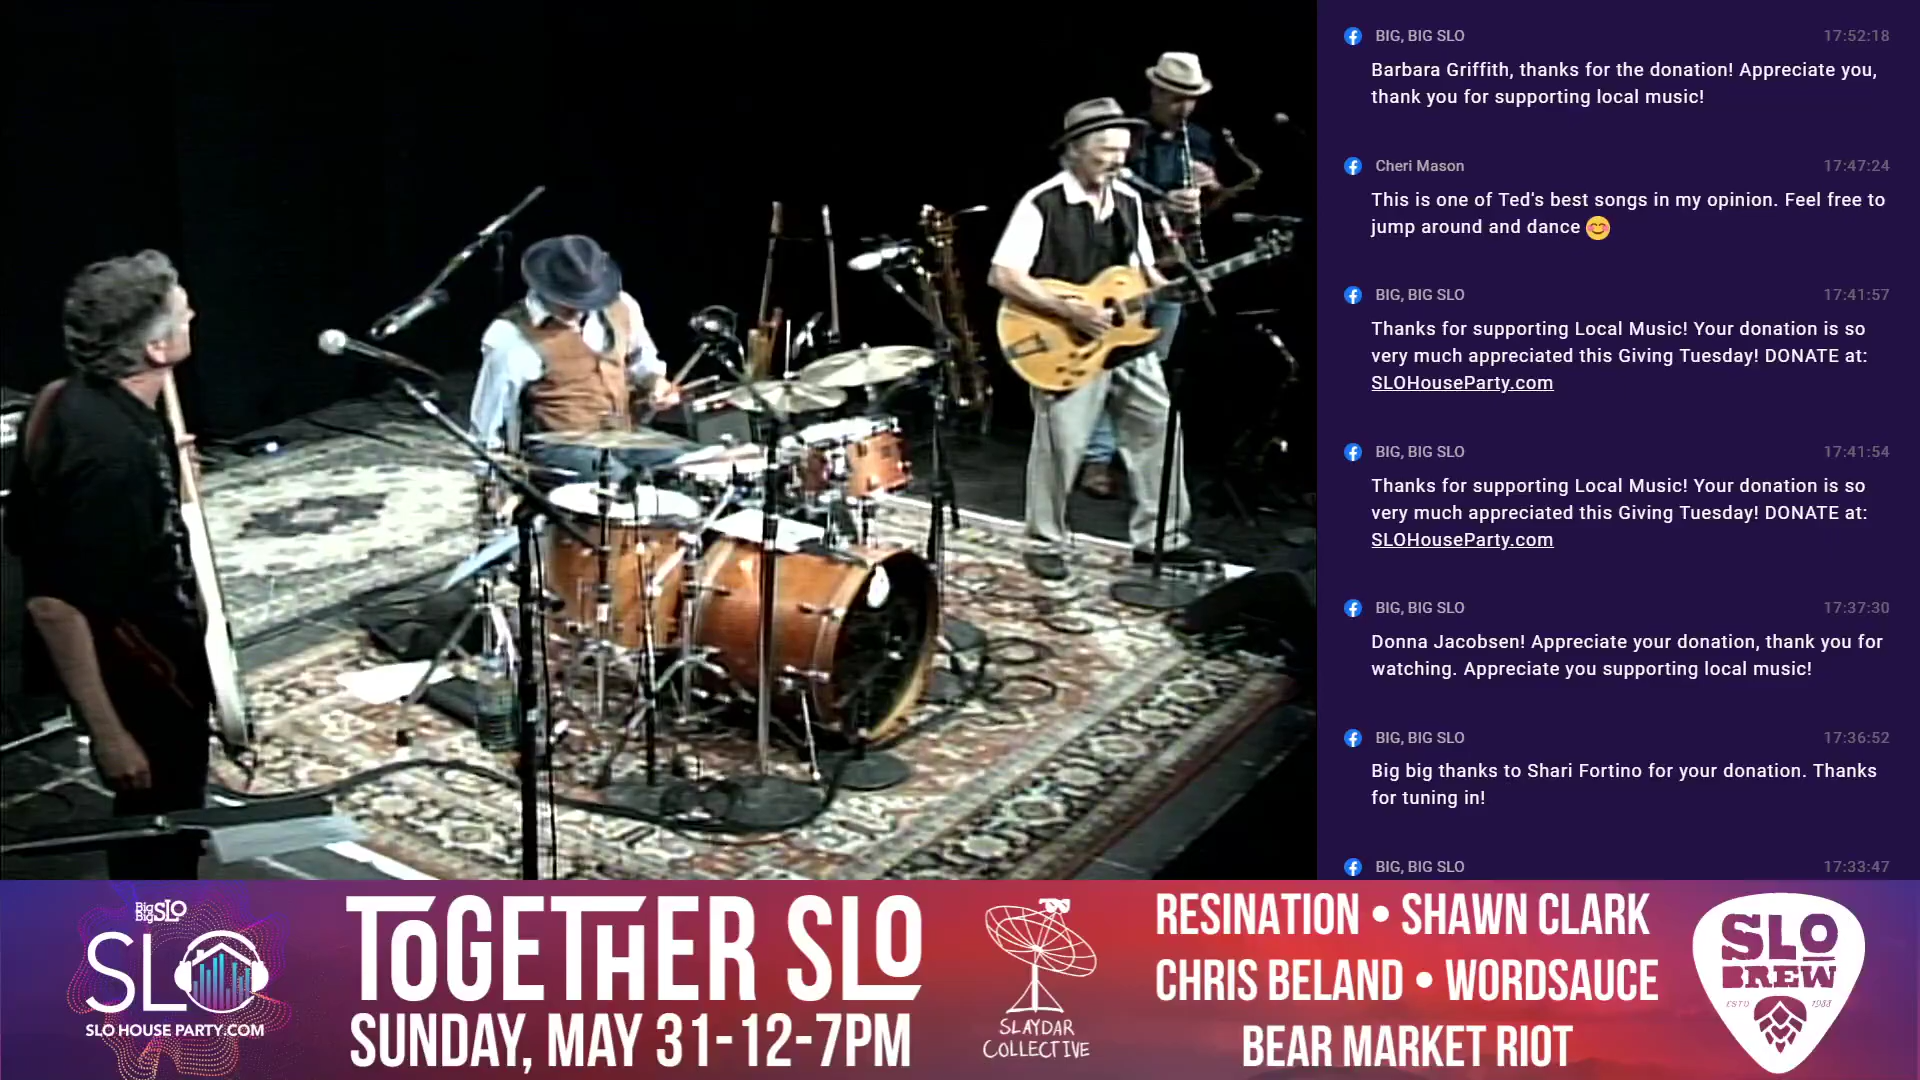 BIG, BIG SLO 17:52:18
Barbara Griffith, thanks for the donation! Appreciate you,
thank you for supporting local music!
Cheri Mason 17:47:24
This is one of Ted's best songs in my opinion. Feel free to
jump around and dance 😊
BIG, BIG SLO 17:41:57
Thanks for supporting Local Music! Your donation is so
very much appreciated this Giving Tuesday! DONATE at:
SLOHouseParty.com
BIG, BIG SLO 17:41:54
Thanks for supporting Local Music! Your donation is so
very much appreciated this Giving Tuesday! DONATE at:
SLOHouseParty.com
BIG, BIG SLO 17:37:30
Donna Jacobsen! Appreciate your donation, thank you for
watching. Appreciate you supporting local music!
BIG, BIG SLO 17:36:52
Big big thanks to Shari Fortino for your donation. Thanks
for tuning in!
BIG, BIG SLO 17:33:47
Big Big SLO
SLO
SLO HOUSE PARTY.COM
TOGETHER SLO
SUNDAY, MAY 31-12-7PM
SLAYDAR
COLLECTIVE
RESINATION • SHAWN CLARK
CHRIS BELAND • WORDSAUCE
BEAR MARKET RIOT
SLO
BREW
ESTD 1988